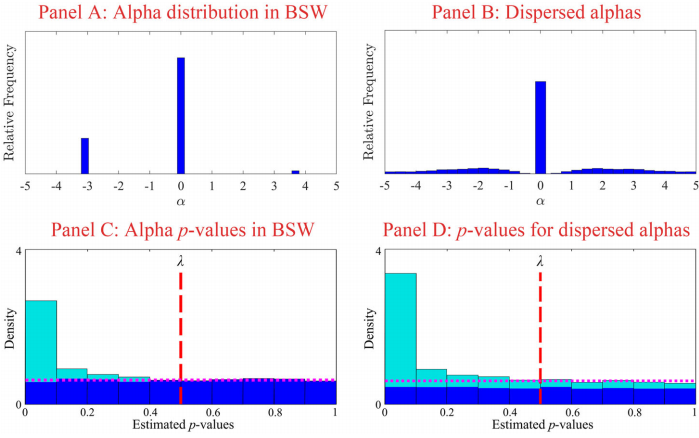 Panel A: Alpha distribution in BSW
Relative Frequency
-5 -4 -3 -2 -1 0 1 2 3 4 5
α
Panel B: Dispersed alphas
Relative Frequency
-5 -4 -3 -2 -1 0 1 2 3 4 5
α
Panel C: Alpha p-values in BSW
λ
4
Density
0
0 0.2 0.4 0.6 0.8 1
Estimated p-values
Panel D: p-values for dispersed alphas
λ
4
Density
0
0 0.2 0.4 0.6 0.8 1
Estimated p-values